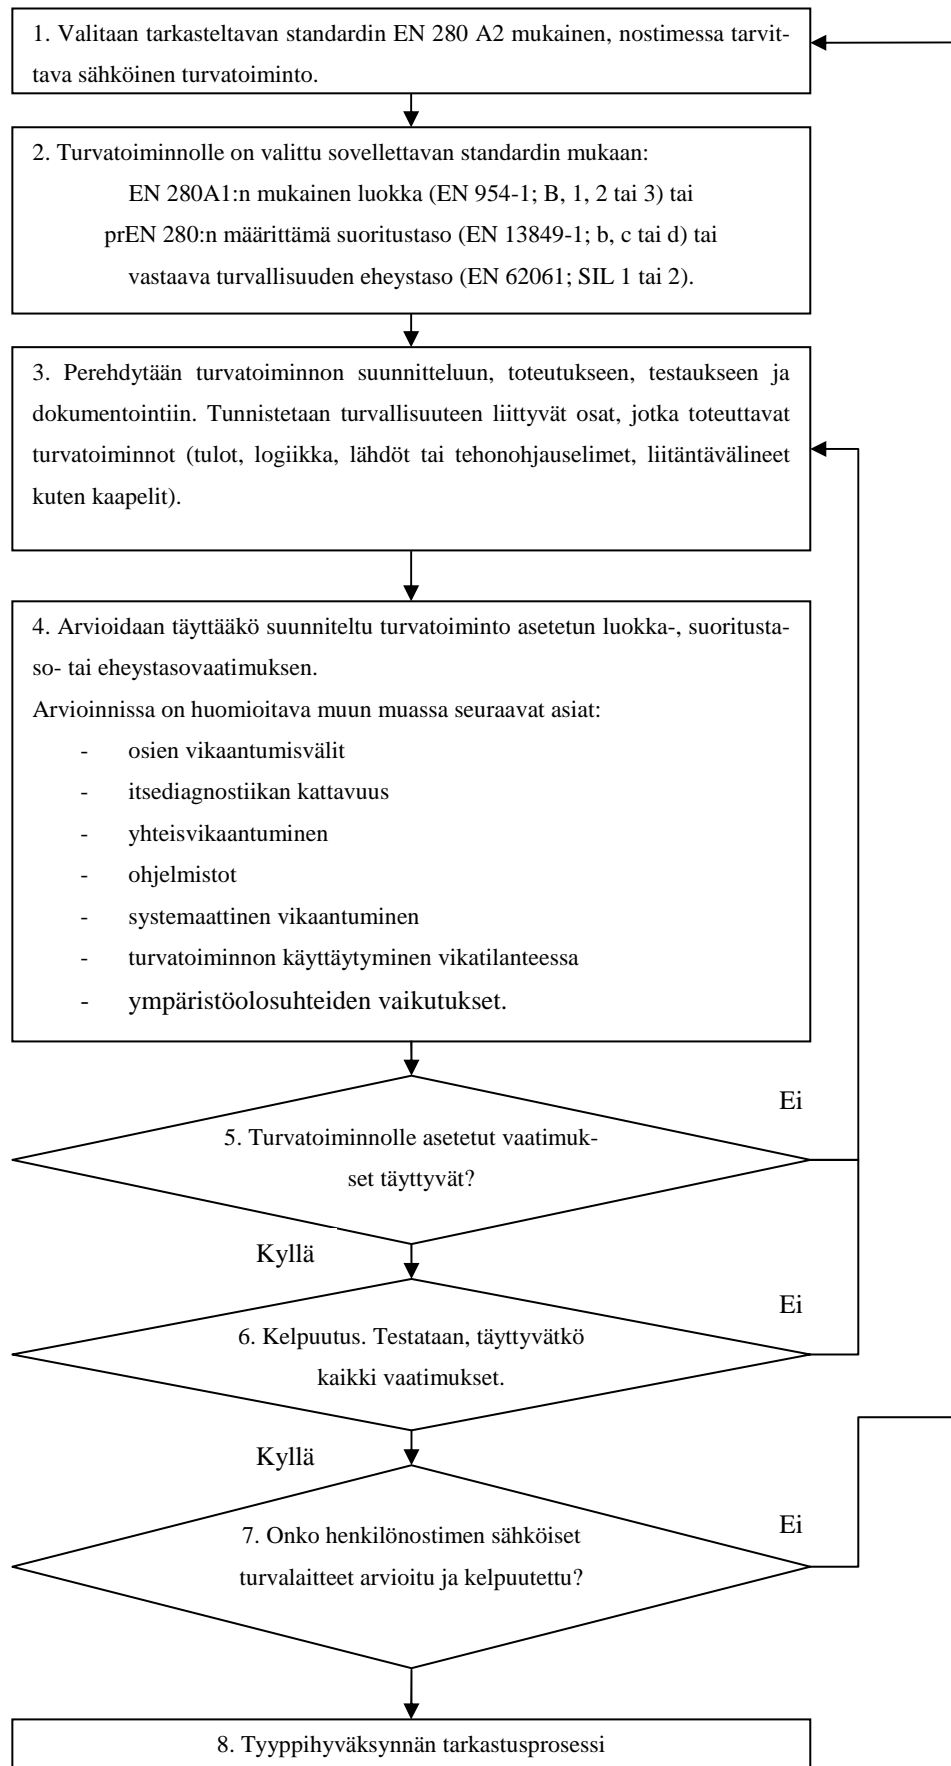 1. Valitaan tarkasteltavan standardin EN 280 A2 mukainen, nostimessa tarvit-
tava sähköinen turvatoiminto.
2. Turvatoiminnolle on valittu sovellettavan standardin mukaan:
EN 280A1:n mukainen luokka (EN 954-1; B, 1, 2 tai 3) tai
prEN 280:n määrittämä suoritustaso (EN 13849-1; b, c tai d) tai
vastaava turvallisuuden eheystaso (EN 62061; SIL 1 tai 2).
3. Perehdytään turvatoiminnon suunnitteluun, toteutukseen, testaukseen ja
dokumentointiin. Tunnistetaan turvallisuuteen liittyvät osat, jotka toteuttavat
turvatoiminnot (tulot, logiikka, lähdöt tai tehonohjauselimet, liitäntävälineet
kuten kaapelit).
4. Arvioidaan täyttääkö suunniteltu turvatoiminto asetetun luokka-, suoritusta-
so- tai eheystasovaatimuksen.
Arvioinnissa on huomioitava muun muassa seuraavat asiat:
- osien vikaantumisvälit
- itsediagnostiikan kattavuus
- yhteisvikaantuminen
- ohjelmistot
- systemaattinen vikaantuminen
- turvatoiminnon käyttäytyminen vikatilanteessa
- ympäristöolosuhteiden vaikutukset.
Ei
5. Turvatoiminnolle asetetut vaatimuk-
set täyttyvät?
Kyllä
Ei
6. Kelpuutus. Testataan, täyttyvätkö
kaikki vaatimukset.
Kyllä
Ei
7. Onko henkilönostimen sähköiset
turvalaitteet arvioitu ja kelpuutettu?
8. Tyyppihyväksynnän tarkastusprosessi